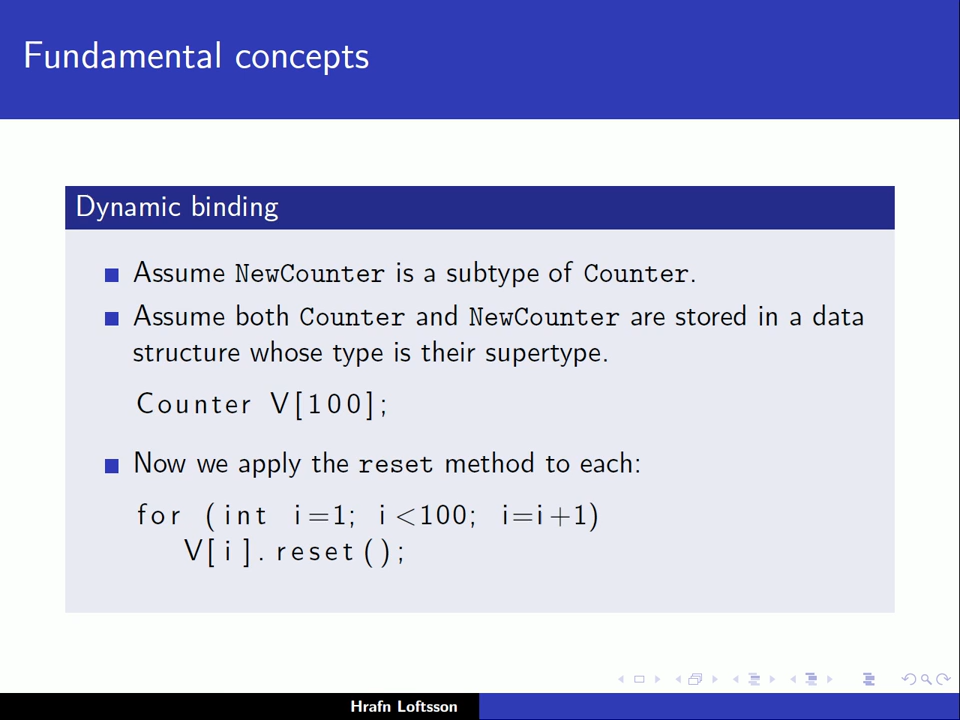 Fundamental concepts
Dynamic binding
Assume NewCounter is a subtype of Counter.
Assume both Counter and NewCounter are stored in a data
structure whose type is their supertype.
Counter V[100];
Now we apply the reset method to each:
for (int i=1; i<100; i=i+1)
V[i].reset();
Hrafn Loftsson